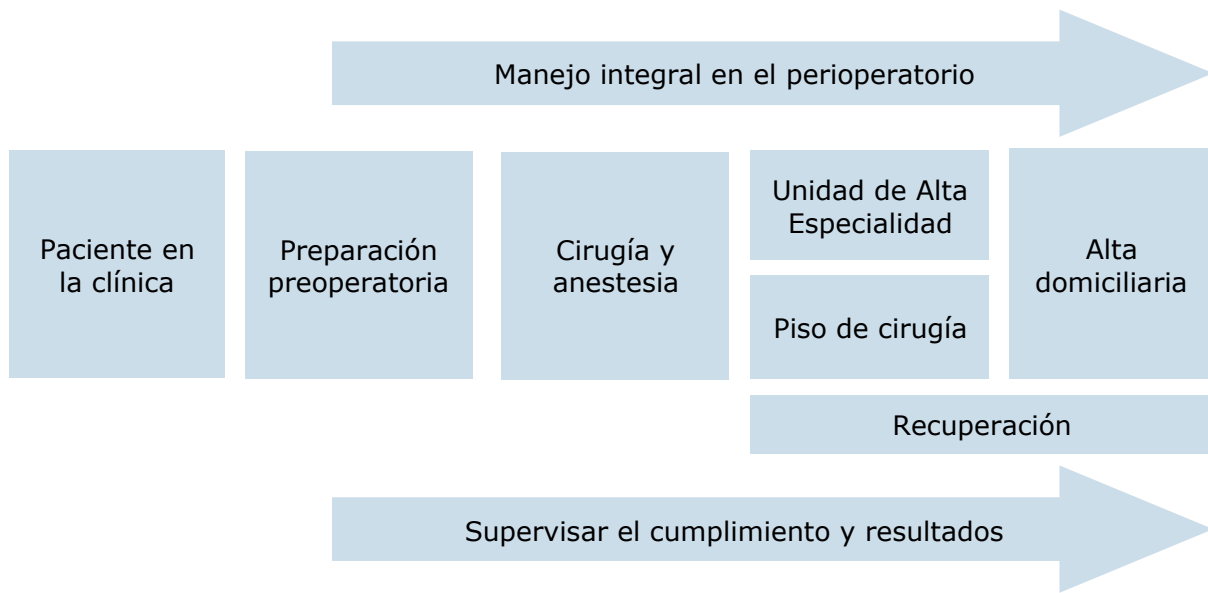 Manejo integral en el perioperatorio
Paciente en
la clínica
Preparación
preoperatoria
Cirugía y
anestesia
Unidad de Alta
Especialidad
Piso de cirugía
Alta
domiciliaria
Recuperación
Supervisar el cumplimiento y resultados